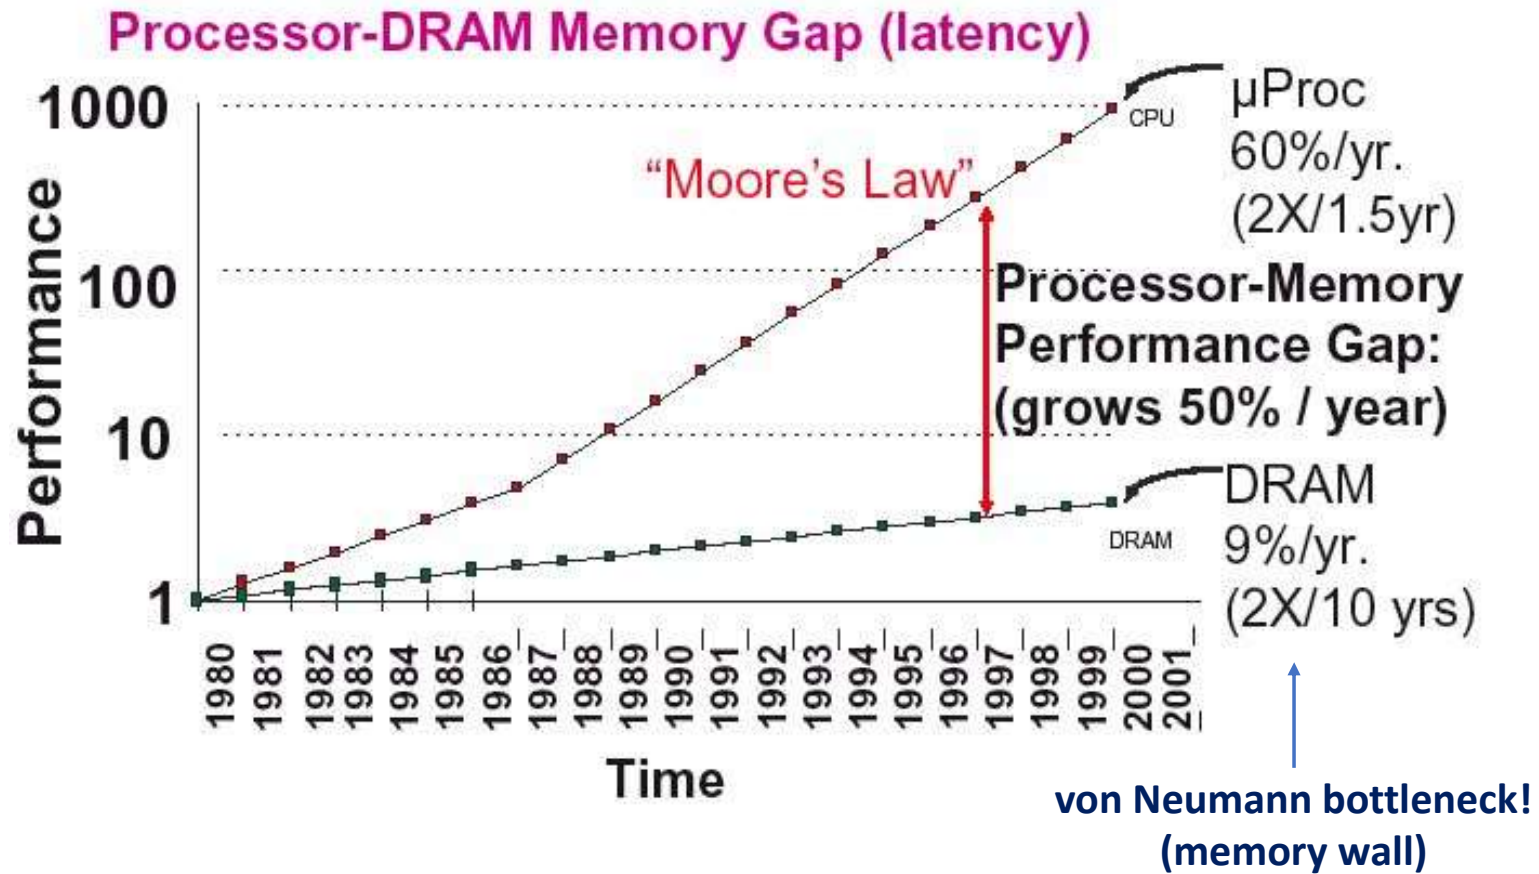 Processor-DRAM Memory Gap (latency)
1000
100
10
1
Performance
“Moore’s Law”
CPU
µProc
60%/yr.
(2X/1.5yr)
Processor-Memory
Performance Gap:
(grows 50% / year)
DRAM
DRAM
9%/yr.
(2X/10 yrs)
1980
1981
1982
1983
1984
1985
1986
1987
1988
1989
1990
1991
1992
1993
1994
1995
1996
1997
1998
1999
2000
2001
Time
von Neumann bottleneck!
(memory wall)